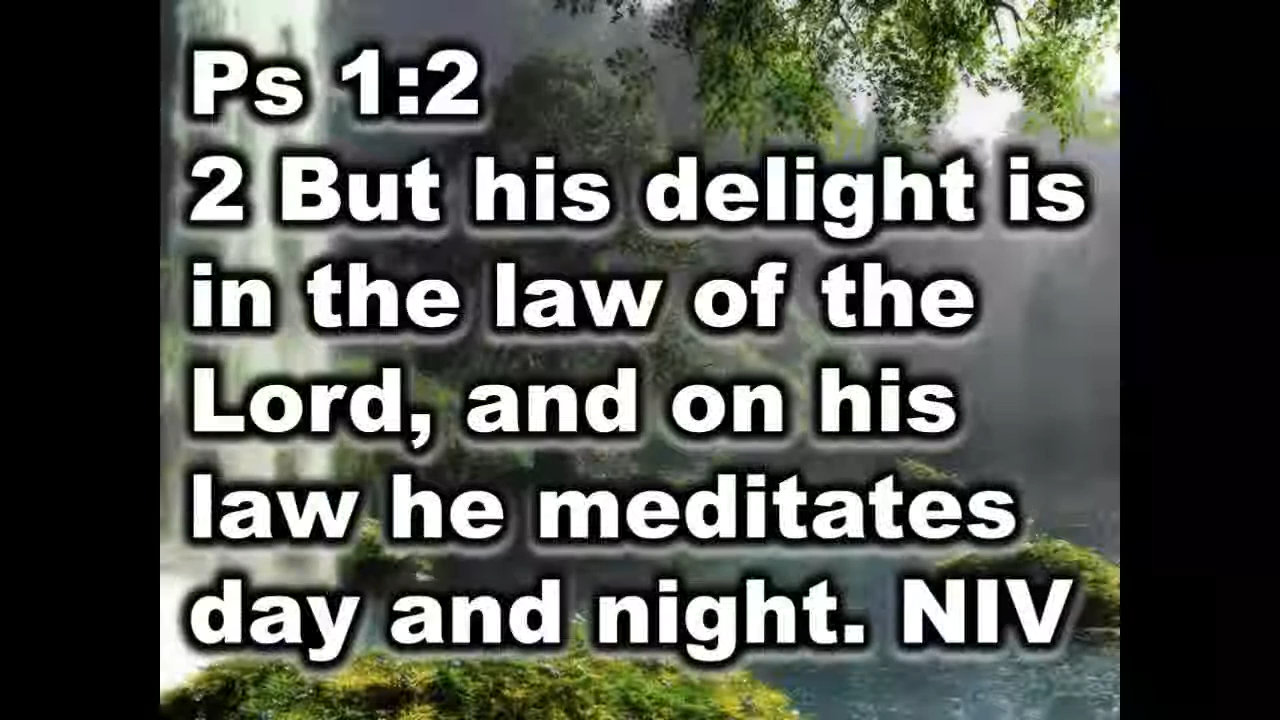 Ps 1:2
2 But his delight is
in the law of the
Lord, and on his
law he meditates
day and night. NIV